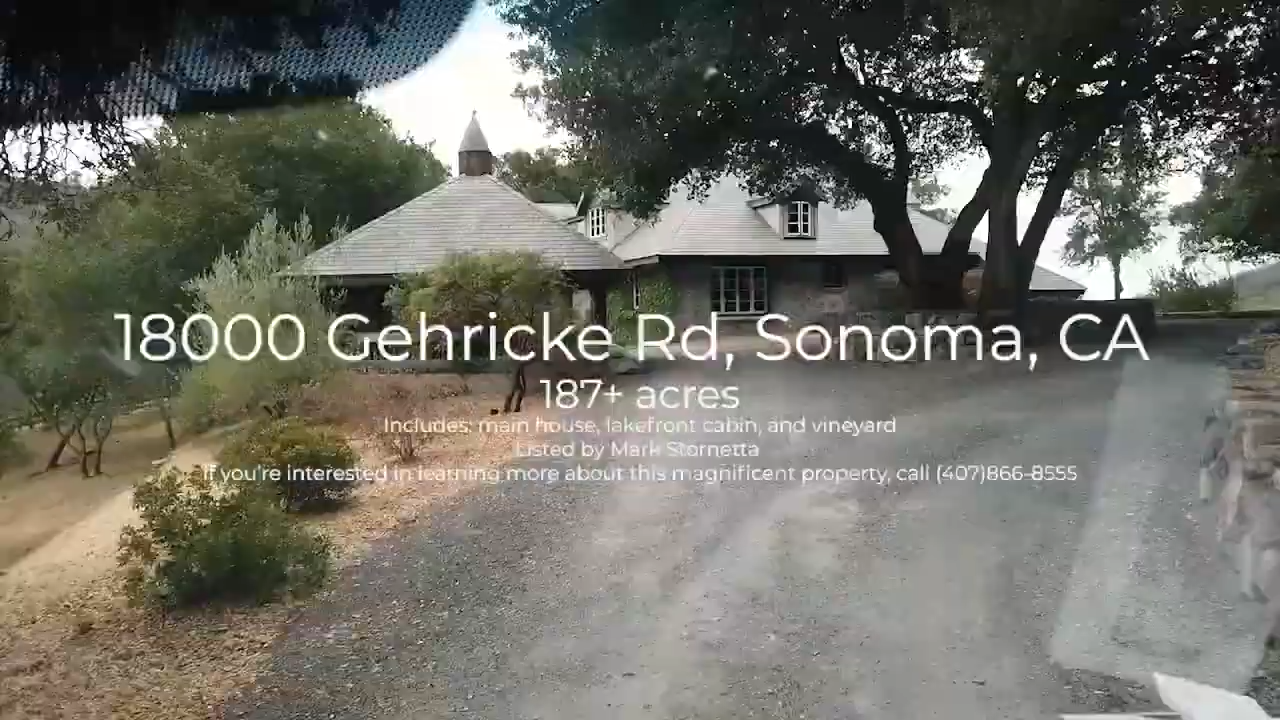 18000 Gehricke Rd, Sonoma, CA
187+ acres
Includes: main house, lakefront cabin, and vineyard
Listed by Mark Stornetta
If you're interested in learning more about this magnificent property, call (407)866-8555